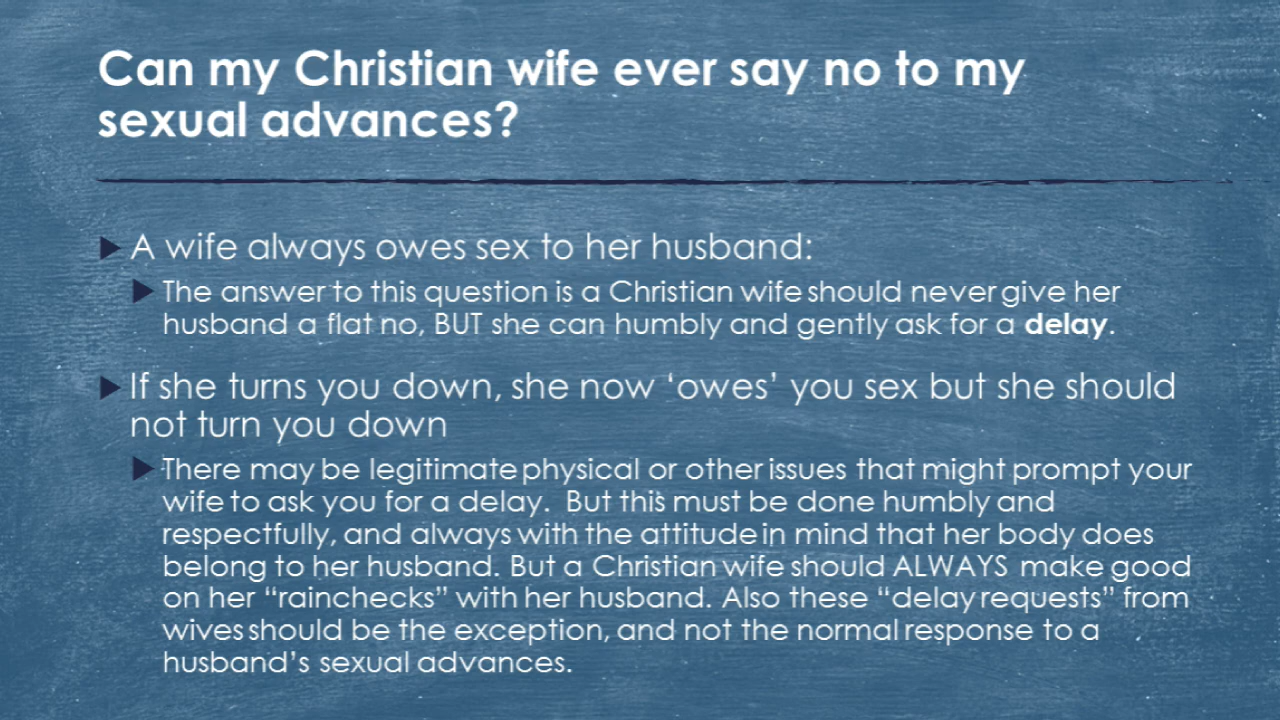 Can my Christian wife ever say no to my
sexual advances?
A wife always owes sex to her husband:
The answer to this question is a Christian wife should never give her
husband a flat no, BUT she can humbly and gently ask for a delay.
If she turns you down, she now ‘owes’ you sex but she should
not turn you down
There may be legitimate physical or other issues that might prompt your
wife to ask you for a delay.  But this must be done humbly and
respectfully, and always with the attitude in mind that her body does
belong to her husband. But a Christian wife should ALWAYS  make good
on her “rainchecks” with her husband. Also these “delay requests” from
wives should be the exception, and not the normal response to a
husband’s sexual advances.